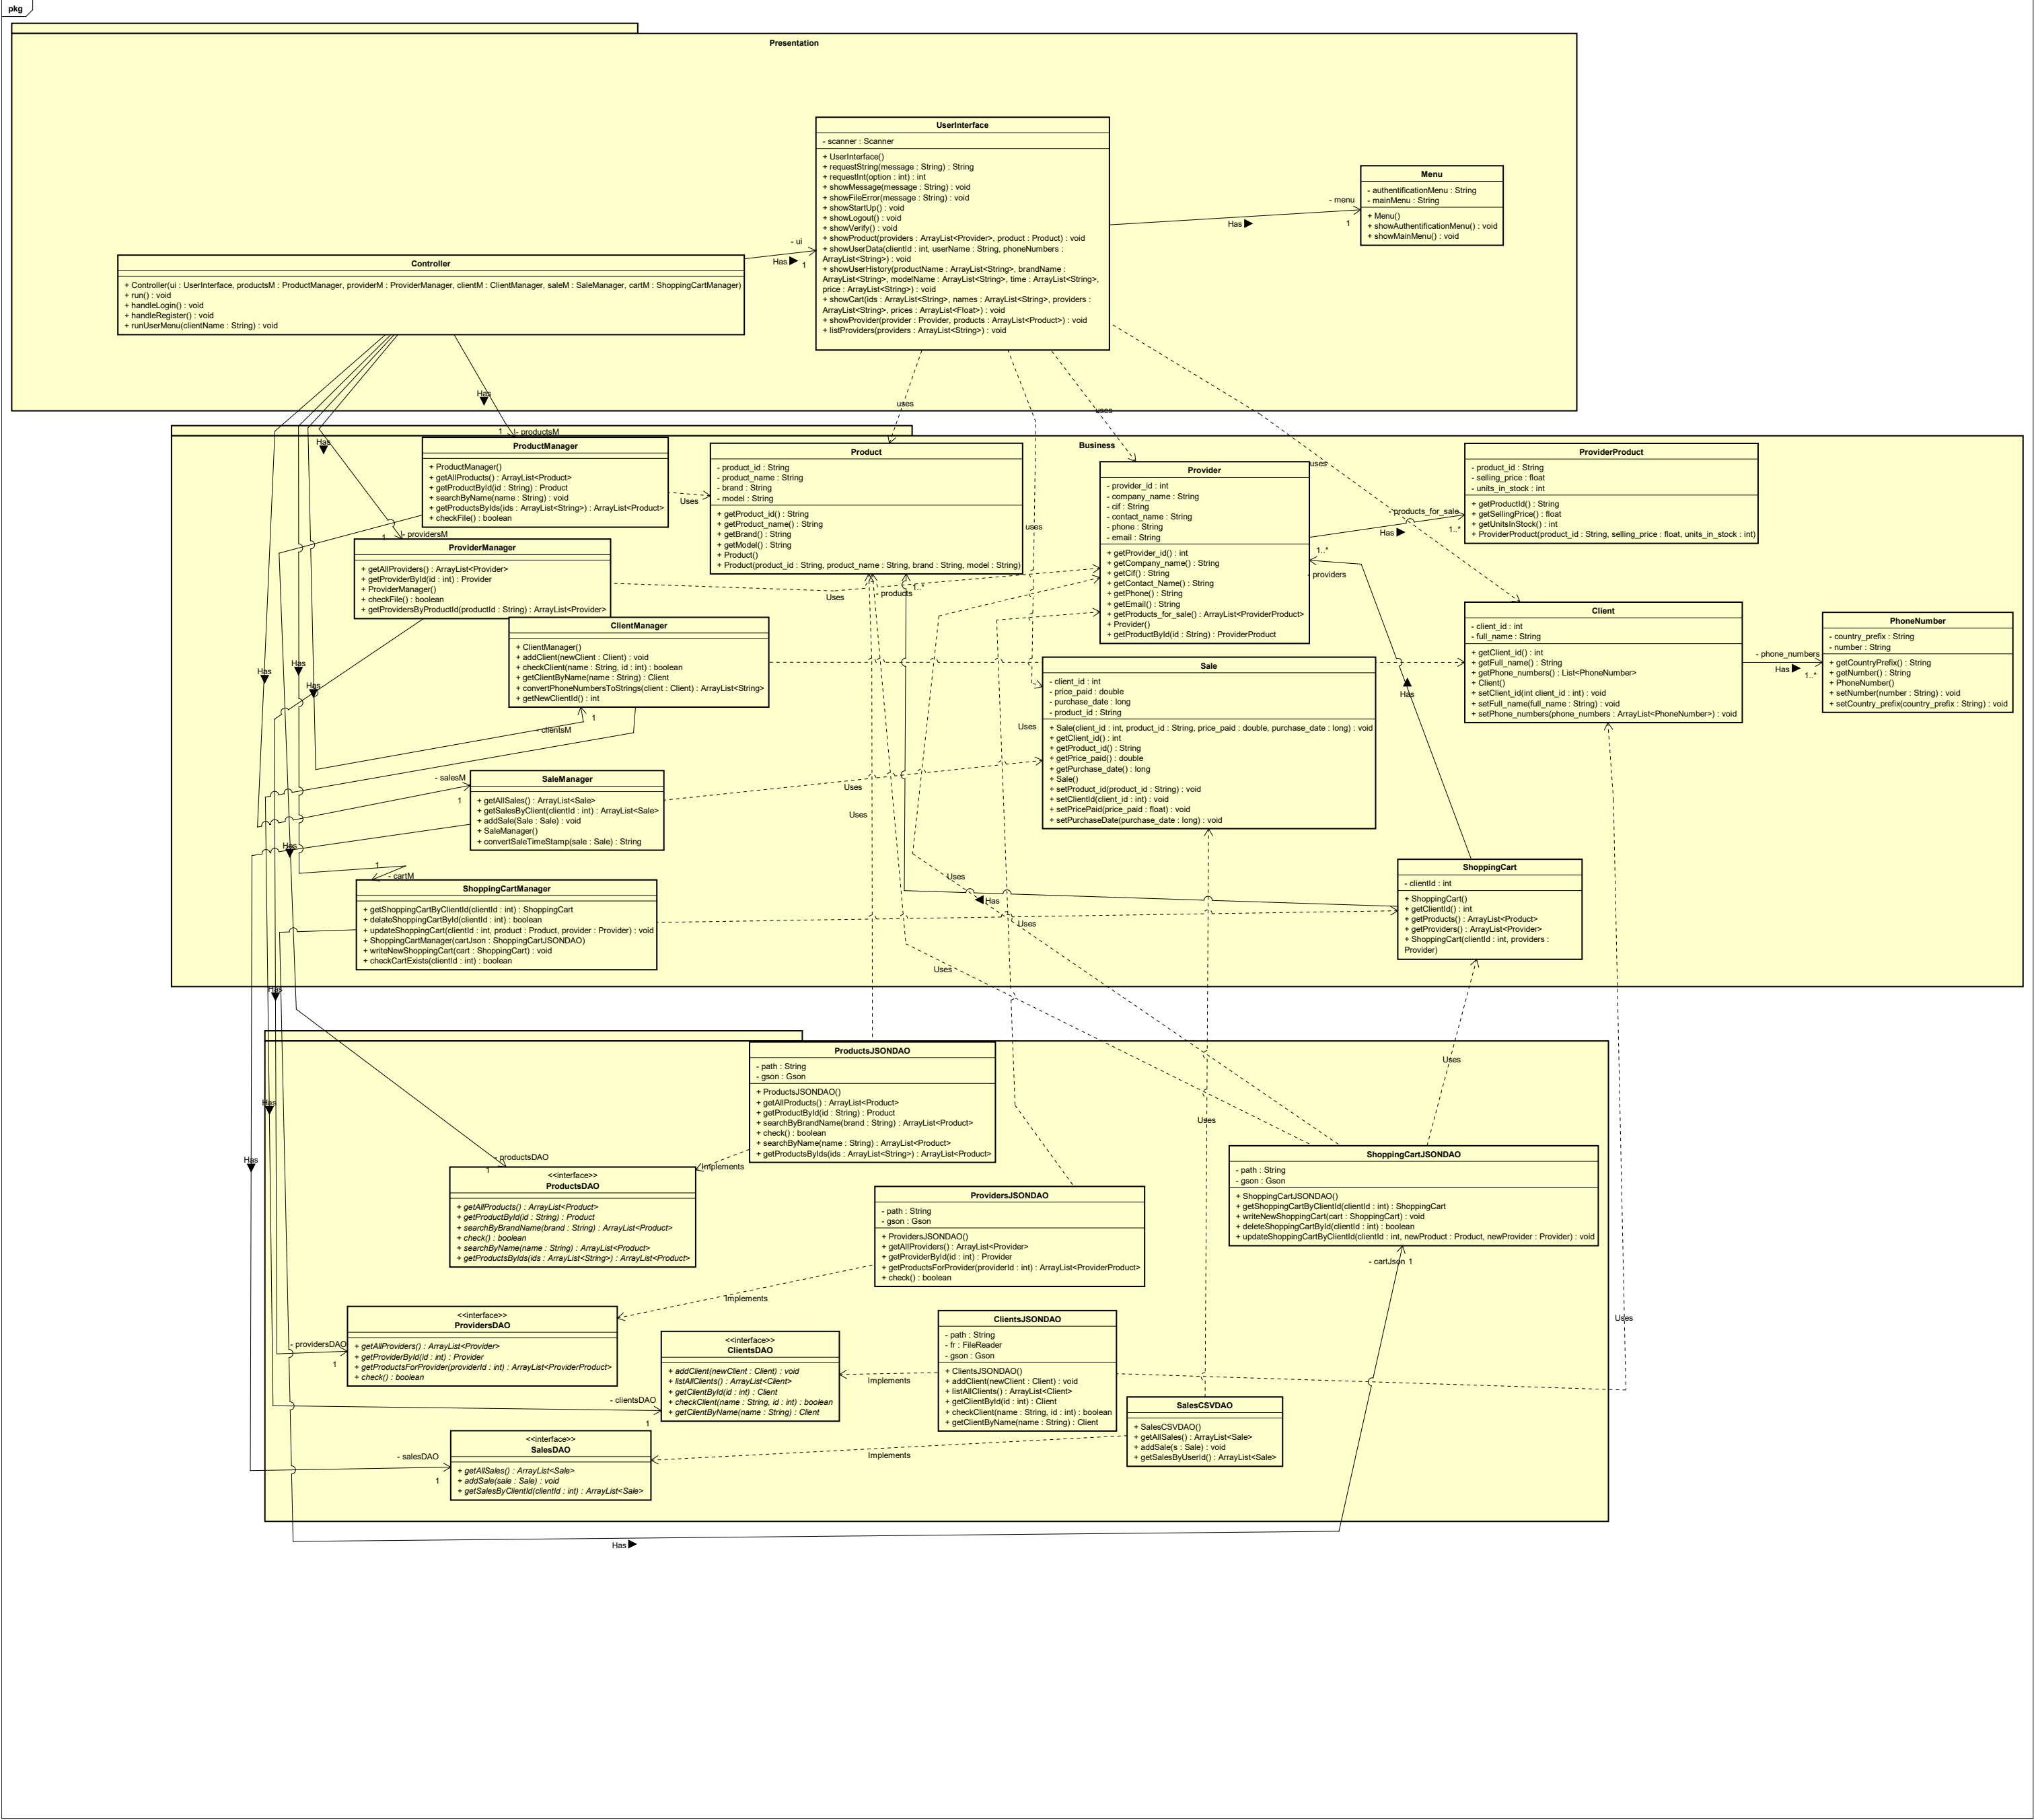 pkg
Presentation
UserInterface
- scanner : Scanner
+ UserInterface()
+ requestString(message : String) : String
+ requestInt(option : int) : int
+ showMessage(message : String) : void
+ showFileError(message : String) : void
+ showStartUp() : void
+ showLogout() : void
+ showVerify() : void
+ showProduct(providers : ArrayList<Provider>, product : Product) : void
+ showUserData(clientId : int, userName : String, phoneNumbers :
ArrayList<String>) : void
+ showUserHistory(productName : ArrayList<String>, brandName :
ArrayList<String>, modelName : ArrayList<String>, time : ArrayList<String>,
price : ArrayList<String>) : void
+ showCart(ids : ArrayList<String>, names : ArrayList<String>, providers :
ArrayList<String>, prices : ArrayList<Float>) : void
+ showProvider(provider : Provider, products : ArrayList<Product>) : void
+ listProviders(providers : ArrayList<String>) : void
Menu
- authentificationMenu : String
- mainMenu : String
+ Menu()
+ showAuthentificationMenu() : void
+ showMainMenu() : void
- menu
Has
1
- ui
Has
1
Controller
+ Controller(ui : UserInterface, productsM : ProductManager, providerM : ProviderManager, clientM : ClientManager, saleM : SaleManager, cartM : ShoppingCartManager)
+ run() : void
+ handleLogin() : void
+ handleRegister() : void
+ runUserMenu(clientName : String) : void
Has
uses
uses
1
- productsM
Has
Business
ProductManager
+ ProductManager()
+ getAllProducts() : ArrayList<Product>
+ getProductById(id : String) : Product
+ searchByName(name : String) : void
+ getProductsByIds(ids : ArrayList<String>) : ArrayList<Product>
+ checkFile() : boolean
Uses
Product
- product_id : String
- product_name : String
- brand : String
- model : String
+ getProduct_id() : String
+ getProduct_name() : String
+ getBrand() : String
+ getModel() : String
+ Product()
+ Product(product_id : String, product_name : String, brand : String, model : String)
uses
Provider
- provider_id : int
- company_name : String
- cif : String
- contact_name : String
- phone : String
- email : String
+ getProvider_id() : int
+ getCompany_name() : String
+ getCif() : String
+ getContact_Name() : String
+ getPhone() : String
+ getEmail() : String
+ getProducts_for_sale() : ArrayList<ProviderProduct>
+ Provider()
+ getProductById(id : String) : ProviderProduct
uses
ProviderProduct
- product_id : String
- selling_price : float
- units_in_stock : int
+ getProductId() : String
+ getSellingPrice() : float
+ getUnitsInStock() : int
+ ProviderProduct(product_id : String, selling_price : float, units_in_stock : int)
- products_for_sale
Has
1..*
1
- providersM
ProviderManager
+ getAllProviders() : ArrayList<Provider>
+ getProviderById(id : int) : Provider
+ ProviderManager()
+ checkFile() : boolean
+ getProvidersByProductId(productId : String) : ArrayList<Provider>
Uses
- products
1..*
1..*
- providers
ClientManager
+ ClientManager()
+ addClient(newClient : Client) : void
+ checkClient(name : String, id : int) : boolean
+ getClientByName(name : String) : Client
+ convertPhoneNumbersToStrings(client : Client) : ArrayList<String>
+ getNewClientId() : int
Uses
1
- clientsM
Client
- client_id : int
- full_name : String
+ getClient_id() : int
+ getFull_name() : String
+ getPhone_numbers() : List<PhoneNumber>
+ Client()
+ setClient_id(int client_id : int) : void
+ setFull_name(full_name : String) : void
+ setPhone_numbers(phone_numbers : ArrayList<PhoneNumber>) : void
- phone_numbers
Has
1..*
PhoneNumber
- country_prefix : String
- number : String
+ getCountryPrefix() : String
+ getNumber() : String
+ PhoneNumber()
+ setNumber(number : String) : void
+ setCountry_prefix(country_prefix : String) : void
Sale
- client_id : int
- price_paid : double
- purchase_date : long
- product_id : String
+ Sale(client_id : int, product_id : String, price_paid : double, purchase_date : long) : void
+ getClient_id() : int
+ getProduct_id() : String
+ getPrice_paid() : double
+ getPurchase_date() : long
+ Sale()
+ setProduct_id(product_id : String) : void
+ setClientId(client_id : int) : void
+ setPricePaid(price_paid : float) : void
+ setPurchaseDate(purchase_date : long) : void
Has
Has
Has
Has
- salesM
1
SaleManager
+ getAllSales() : ArrayList<Sale>
+ getSalesByClient(clientId : int) : ArrayList<Sale>
+ addSale(Sale : Sale) : void
+ SaleManager()
+ convertSaleTimeStamp(sale : Sale) : String
Uses
Uses
Has
1
- cartM
ShoppingCartManager
+ getShoppingCartByClientId(clientId : int) : ShoppingCart
+ delateShoppingCartById(clientId : int) : boolean
+ updateShoppingCart(clientId : int, product : Product, provider : Provider) : void
+ ShoppingCartManager(cartJson : ShoppingCartJSONDAO)
+ writeNewShoppingCart(cart : ShoppingCart) : void
+ checkCartExists(clientId : int) : boolean
Uses
Has
Uses
Uses
ShoppingCart
- clientId : int
+ ShoppingCart()
+ getClientId() : int
+ getProducts() : ArrayList<Product>
+ getProviders() : ArrayList<Provider>
+ ShoppingCart(clientId : int, providers :
Provider)
Has
Uses
Has
Has
ProductsJSONDAO
- path : String
- gson : Gson
+ ProductsJSONDAO()
+ getAllProducts() : ArrayList<Product>
+ getProductById(id : String) : Product
+ searchByBrandName(brand : String) : ArrayList<Product>
+ check() : boolean
+ searchByName(name : String) : ArrayList<Product>
+ getProductsByIds(ids : ArrayList<String>) : ArrayList<Product>
Uses
- productsDAO
1
Implements
<<interface>>
ProductsDAO
+ getAllProducts() : ArrayList<Product>
+ getProductById(id : String) : Product
+ searchByBrandName(brand : String) : ArrayList<Product>
+ check() : boolean
+ searchByName(name : String) : ArrayList<Product>
+ getProductsByIds(ids : ArrayList<String>) : ArrayList<Product>
ProvidersJSONDAO
- path : String
- gson : Gson
+ ProvidersJSONDAO()
+ getAllProviders() : ArrayList<Provider>
+ getProviderById(id : int) : Provider
+ getProductsForProvider(providerId : int) : ArrayList<ProviderProduct>
+ check() : boolean
ShoppingCartJSONDAO
- path : String
- gson : Gson
+ ShoppingCartJSONDAO()
+ getShoppingCartByClientId(clientId : int) : ShoppingCart
+ writeNewShoppingCart(cart : ShoppingCart) : void
+ deleteShoppingCartById(clientId : int) : boolean
+ updateShoppingCartByClientId(clientId : int, newProduct : Product, newProvider : Provider) : void
- cartJson 1
Implements
<<interface>>
ProvidersDAO
+ getAllProviders() : ArrayList<Provider>
+ getProviderById(id : int) : Provider
+ getProductsForProvider(providerId : int) : ArrayList<ProviderProduct>
+ check() : boolean
- providersDAO
1
<<interface>>
ClientsDAO
+ addClient(newClient : Client) : void
+ listAllClients() : ArrayList<Client>
+ getClientById(id : int) : Client
+ checkClient(name : String, id : int) : boolean
+ getClientByName(name : String) : Client
- clientsDAO
1
Implements
ClientsJSONDAO
- path : String
- fr : FileReader
- gson : Gson
+ ClientsJSONDAO()
+ addClient(newClient : Client) : void
+ listAllClients() : ArrayList<Client>
+ getClientById(id : int) : Client
+ checkClient(name : String, id : int) : boolean
+ getClientByName(name : String) : Client
Uses
SalesCSVDAO
+ SalesCSVDAO()
+ getAllSales() : ArrayList<Sale>
+ addSale(s : Sale) : void
+ getSalesByUserId() : ArrayList<Sale>
Implements
<<interface>>
SalesDAO
+ getAllSales() : ArrayList<Sale>
+ addSale(sale : Sale) : void
+ getSalesByClientId(clientId : int) : ArrayList<Sale>
- salesDAO
1
Has